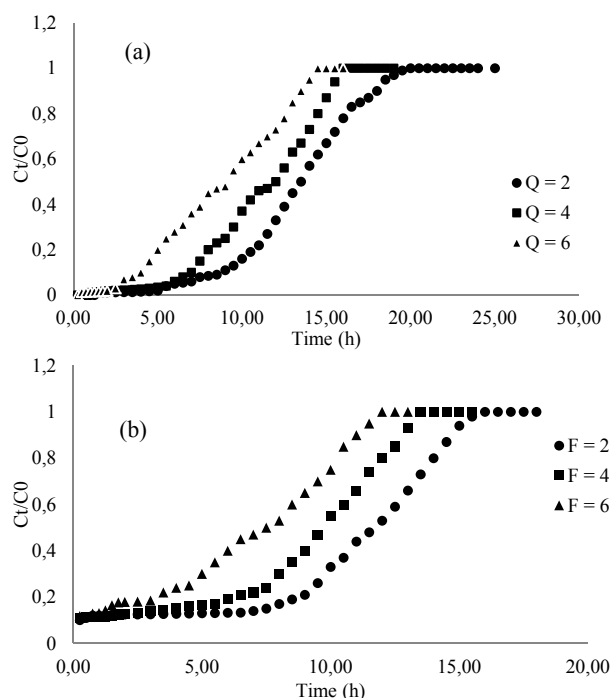 1,2
(a)
1
0,8
Ct/C0
0,6
Q = 2
0,4
Q = 4
0,2
Q = 6
0
0,00 5,00 10,00 15,00 20,00 25,00 30,00
Time (h)
1,2
(b)
1
F = 2
0,8
F = 4
Ct/C0
0,6
F = 6
0,4
0,2
0
0,00 5,00 10,00 15,00 20,00
Time (h)